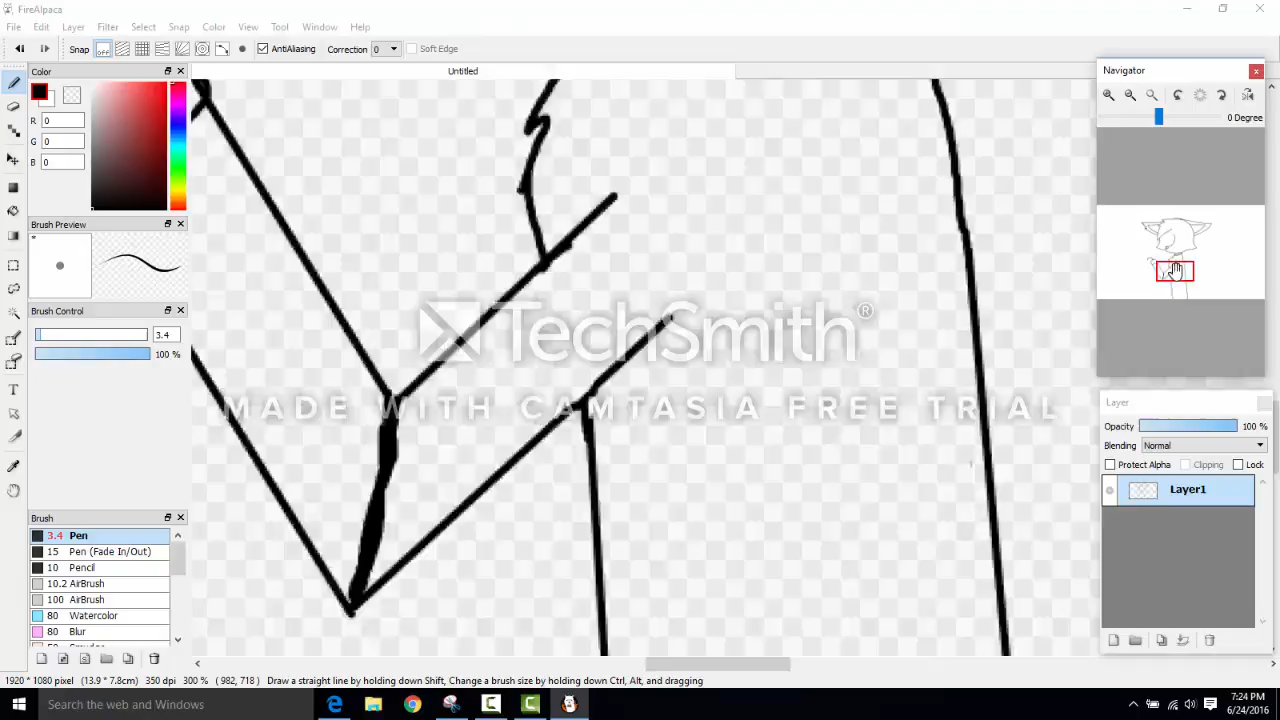 FireAlpaca
File Edit Layer Filter Select Snap Color View Tool Window Help
Snap OFF AntiAliasing Correction 0 Soft Edge
Color Untitled Navigator
R 0
G 0
B 0
0 Degree
Brush Preview
*
Brush Control
3.4
100 %
TechSmith®
MADE WITH CAMTASIA FREE TRIAL
Layer
Opacity 100 %
Blending Normal
Protect Alpha Clipping Lock
Layer1
Brush
3.4 Pen
15 Pen (Fade In/Out)
10 Pencil
10.2 AirBrush
100 AirBrush
80 Watercolor
80 Blur
1920 * 1080 pixel (13.9 * 7.8cm) 350 dpi 300 % ( 982, 718 ) Draw a straight line by holding down Shift, Change a brush size by holding down Ctrl, Alt, and dragging
Search the web and Windows
7:24 PM
6/24/2016